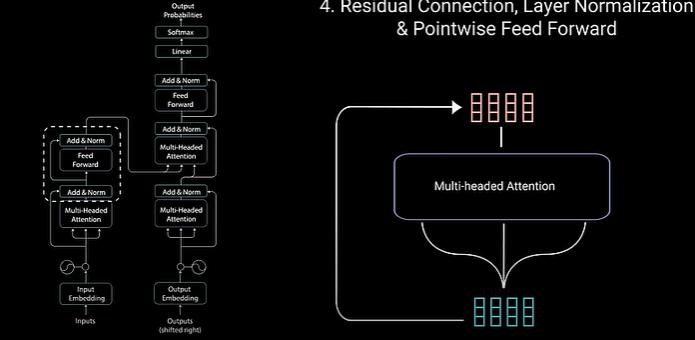 Output
Probabilities
Softmax
Linear
Add & Norm
Feed
Forward
Add & Norm
Multi-Headed
Attention
Add & Norm
Multi-Headed
Attention
Output
Embedding
Outputs
(shifted right)
Add & Norm
Feed
Forward
Add & Norm
Multi-Headed
Attention
Input
Embedding
Inputs
4. Residual Connection, Layer Normalization
& Pointwise Feed Forward
Multi-headed Attention